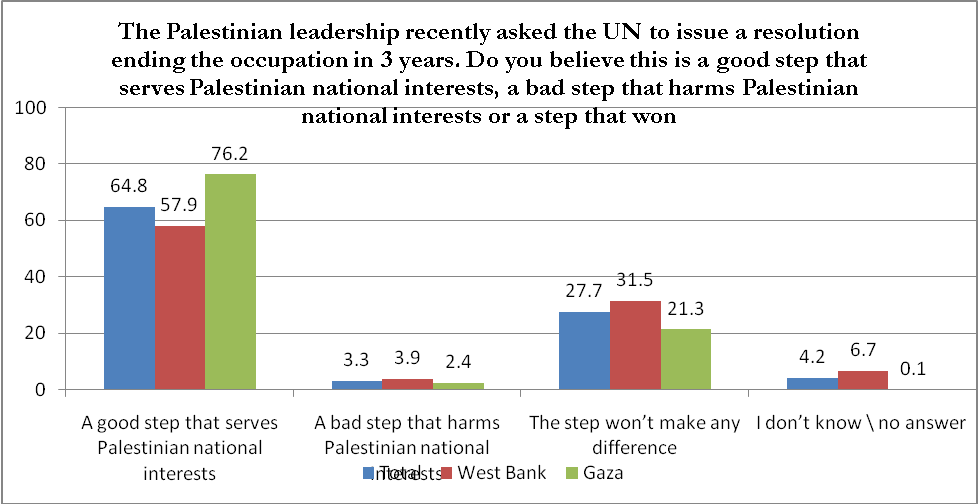 The Palestinian leadership recently asked the UN to issue a resolution
ending the occupation in 3 years. Do you believe this is a good step that
serves Palestinian national interests, a bad step that harms Palestinian
national interests or a step that won
100
80
60
40
20
0
64.8
57.9
76.2
3.3
3.9
2.4
27.7
31.5
21.3
4.2
6.7
0.1
A good step that serves
Palestinian national
interests
A bad step that harms
Palestinian national
interests
The step won't make any
difference
I don't know \ no answer
Total
West Bank
Gaza